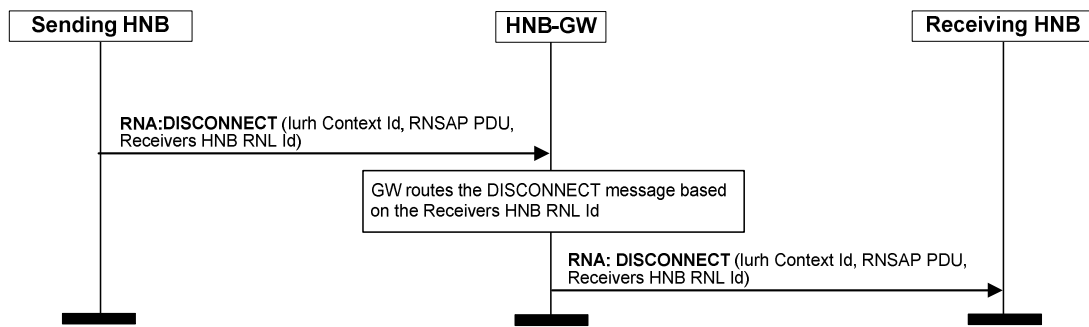 Sending HNB
HNB-GW
Receiving HNB
RNA:DISCONNECT (Iurh Context Id, RNSAP PDU,
Receivers HNB RNL Id)
GW routes the DISCONNECT message based
on the Receivers HNB RNL Id
RNA: DISCONNECT (Iurh Context Id, RNSAP PDU,
Receivers HNB RNL Id)